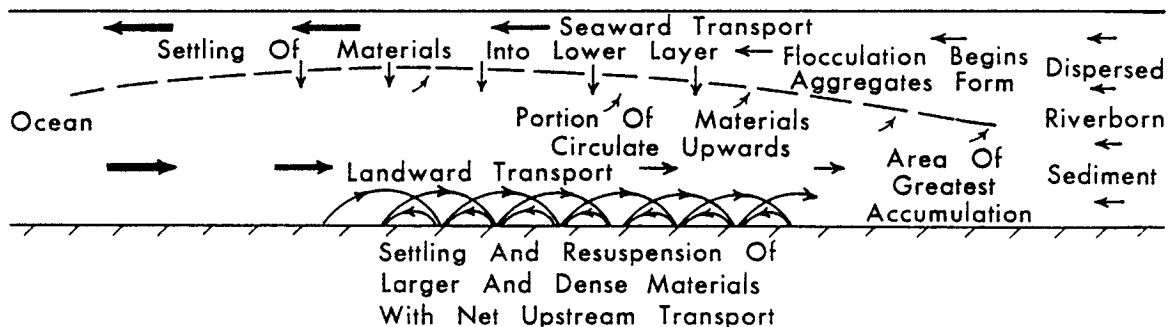 Seaward Transport
Settling Of Materials Into Lower Layer
Flocculation Begins
Aggregates Form
Dispersed
Riverborn
Sediment
Ocean
Portion Of Materials
Circulate Upwards
Landward Transport
Area Of
Greatest
Accumulation
Settling And Resuspension Of
Larger And Dense Materials
With Net Upstream Transport